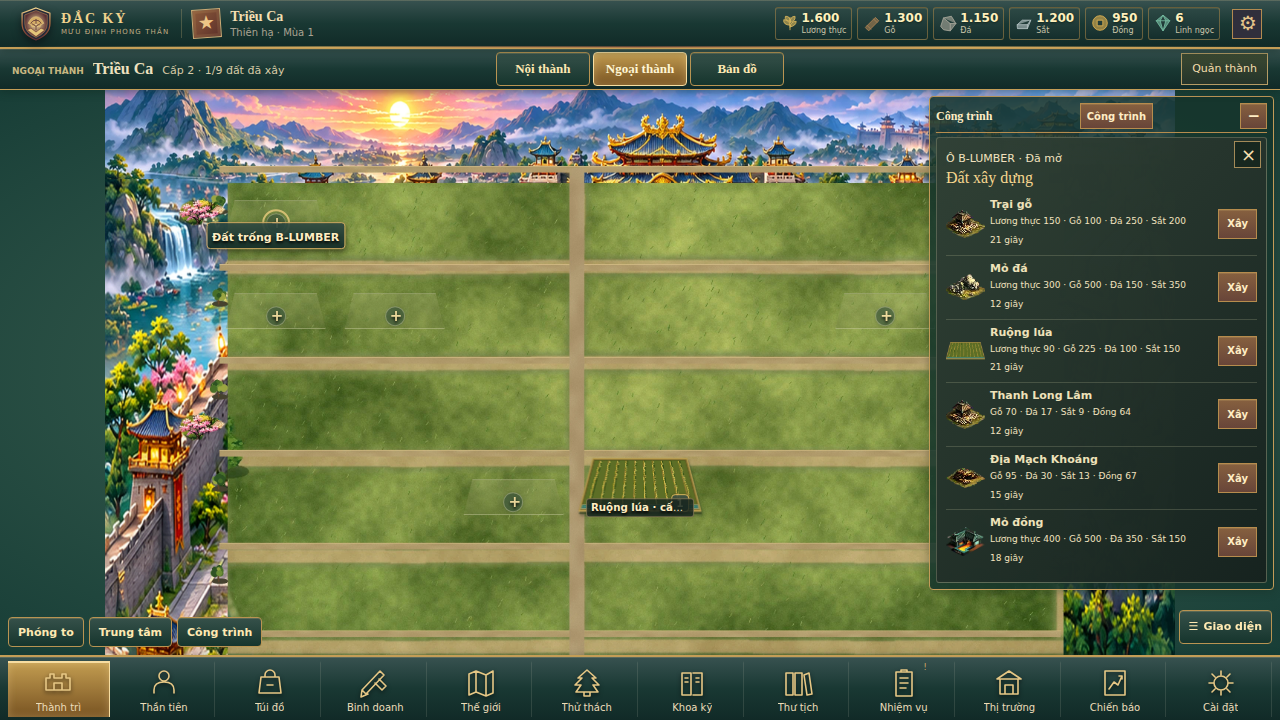 ĐẮC KỶ
MƯU ĐỊNH PHONG THẦN
Triều Ca
Thiên hạ · Mùa 1
1.600
Lương thực
1.300
Gỗ
1.150
Đá
1.200
Sắt
950
Đồng
6
Linh ngọc
NGOẠI THÀNH Triều Ca Cấp 2 · 1/9 đất đã xây
Nội thành
Ngoại thành
Bản đồ
Quản thành
Công trình
Công trình
Ô B-LUMBER · Đã mở
Đất xây dựng
Trại gỗ
Lương thực 150 · Gỗ 100 · Đá 250 · Sắt 200
21 giây
Xây
Mỏ đá
Lương thực 300 · Gỗ 500 · Đá 150 · Sắt 350
12 giây
Xây
Ruộng lúa
Lương thực 90 · Gỗ 225 · Đá 100 · Sắt 150
21 giây
Xây
Thanh Long Lâm
Gỗ 70 · Đá 17 · Sắt 9 · Đồng 64
12 giây
Xây
Địa Mạch Khoáng
Gỗ 95 · Đá 30 · Sắt 13 · Đồng 67
15 giây
Xây
Mỏ đồng
Lương thực 400 · Gỗ 500 · Đá 350 · Sắt 150
18 giây
Xây
Đất trống B-LUMBER
Ruộng lúa · cấ...
Phóng to
Trung tâm
Công trình
☰ Giao diện
Thành trì
Thần tiên
Túi đồ
Binh doanh
Thế giới
Thử thách
Khoa kỹ
Thư tịch
Nhiệm vụ
!
Thị trường
Chiến báo
Cài đặt